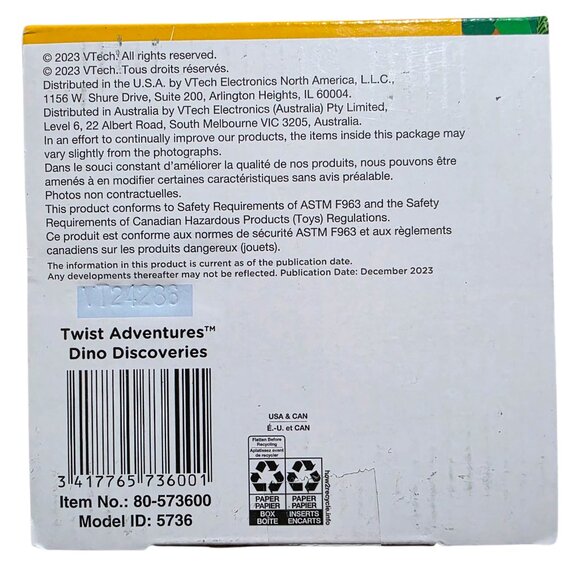 © 2023 VTech. All rights reserved.
© 2023 VTech. Tous droits réservés.
Distributed in the U.S.A. by VTech Electronics North America, L.L.C.,
1156 W. Shure Drive, Suite 200, Arlington Heights, IL 60004.
Distributed in Australia by VTech Electronics (Australia) Pty Limited,
Level 6, 22 Albert Road, South Melbourne VIC 3205, Australia.
In an effort to continually improve our products, the items inside this package may
vary slightly from the photographs.
Dans le souci constant d'améliorer la qualité de nos produits, nous pouvons être
amenés à en modifier certaines caractéristiques sans avis préalable.
Photos non contractuelles.
This product conforms to Safety Requirements of ASTM F963 and the Safety
Requirements of Canadian Hazardous Products (Toys) Regulations.
Ce produit est conforme aux normes de sécurité ASTM F963 et aux règlements
canadiens sur les produits dangereux (jouets).
The information in this product is current as of the publication date.
Any developments thereafter may not be reflected. Publication Date: December 2023
VT24286
Twist Adventures™
Dino Discoveries
3 417765 736001
Item No.: 80-573600
Model ID: 5736
USA & CAN
É.-U. et CAN
Flatten Before
Recycling
Aplatissez avant
de recycler
PAPER PAPER
PAPIER PAPIER
BOX INSERTS
BOÎTE ENCARTS
how2recycle.info